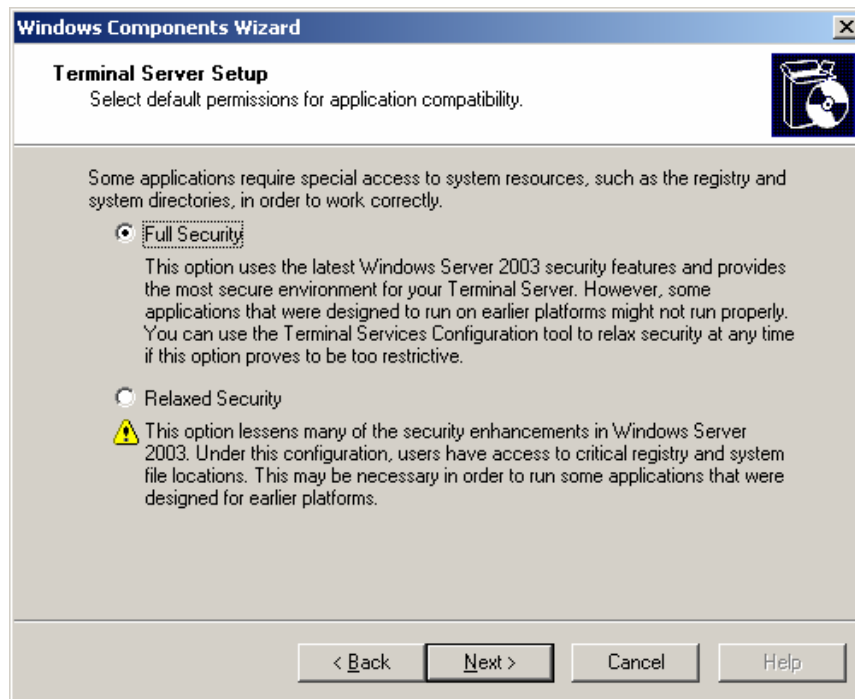 Windows Components Wizard
Terminal Server Setup
Select default permissions for application compatibility.
Some applications require special access to system resources, such as the registry and
system directories, in order to work correctly.
Full Security
This option uses the latest Windows Server 2003 security features and provides
the most secure environment for your Terminal Server. However, some
applications that were designed to run on earlier platforms might not run properly.
You can use the Terminal Services Configuration tool to relax security at any time
if this option proves to be too restrictive.
Relaxed Security
This option lessens many of the security enhancements in Windows Server
2003. Under this configuration, users have access to critical registry and system
file locations. This may be necessary in order to run some applications that were
designed for earlier platforms.
< Back Next > Cancel Help